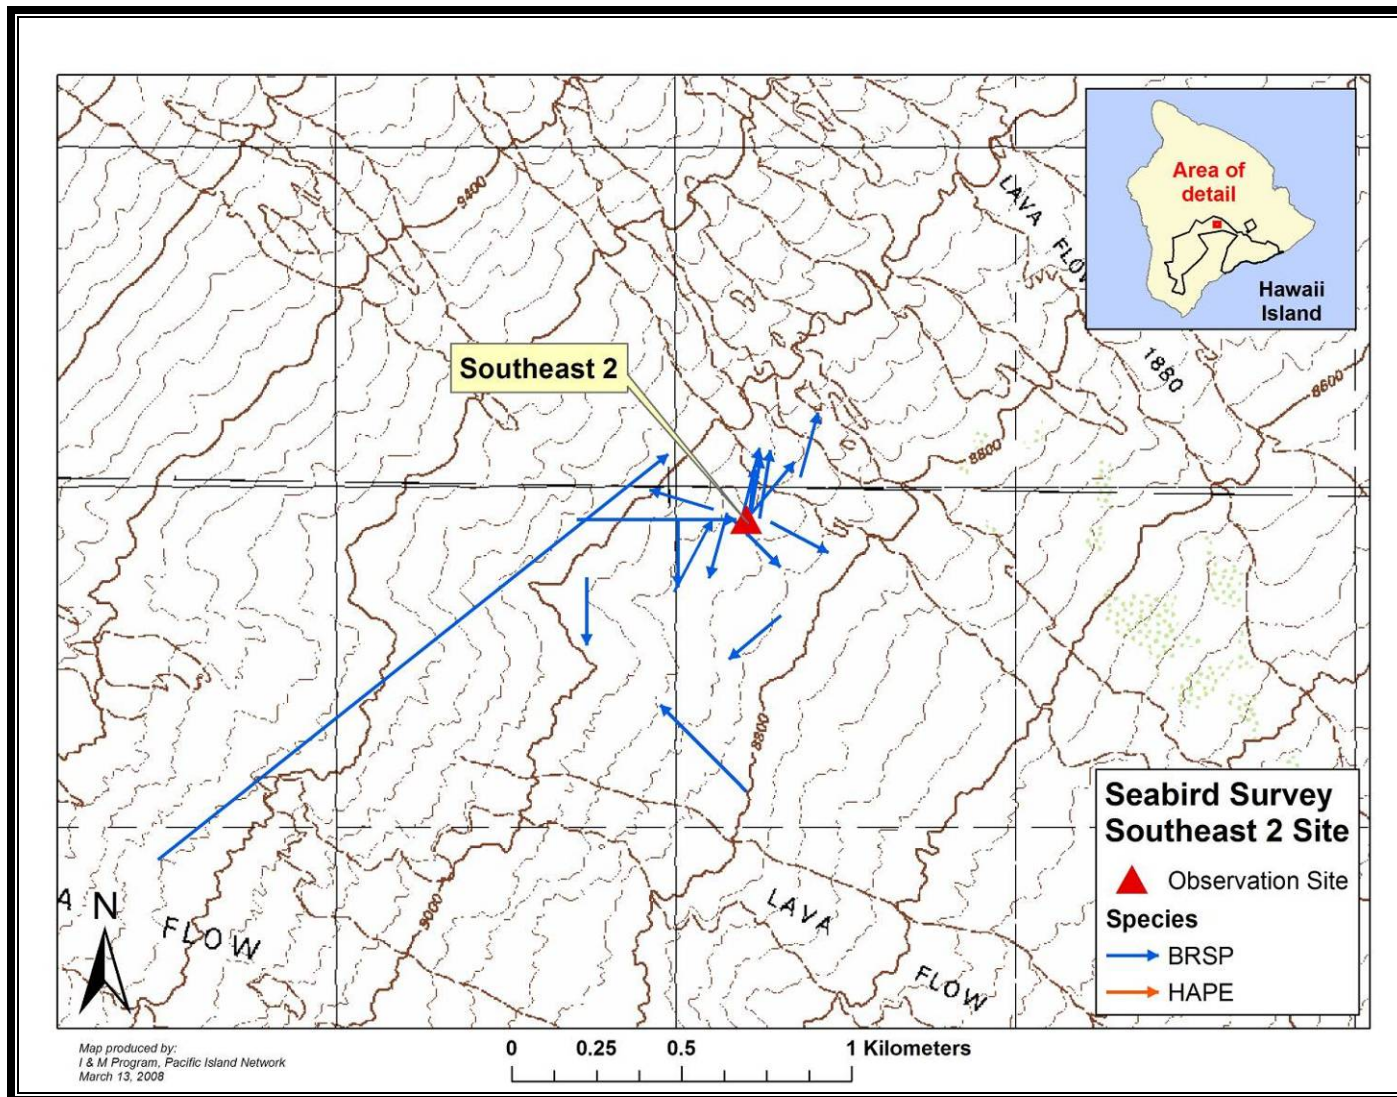 Area of
detail
Hawaii
Island
LAVA
FLOW
1880
9400
8600
8800
Southeast 2
8800
9000
A
FLOW
LAVA
FLOW
N
Seabird Survey
Southeast 2 Site
Observation Site
Species
BRSP
HAPE
Map produced by:
I & M Program, Pacific Island Network
March 13, 2008
0 0.25 0.5 1 Kilometers